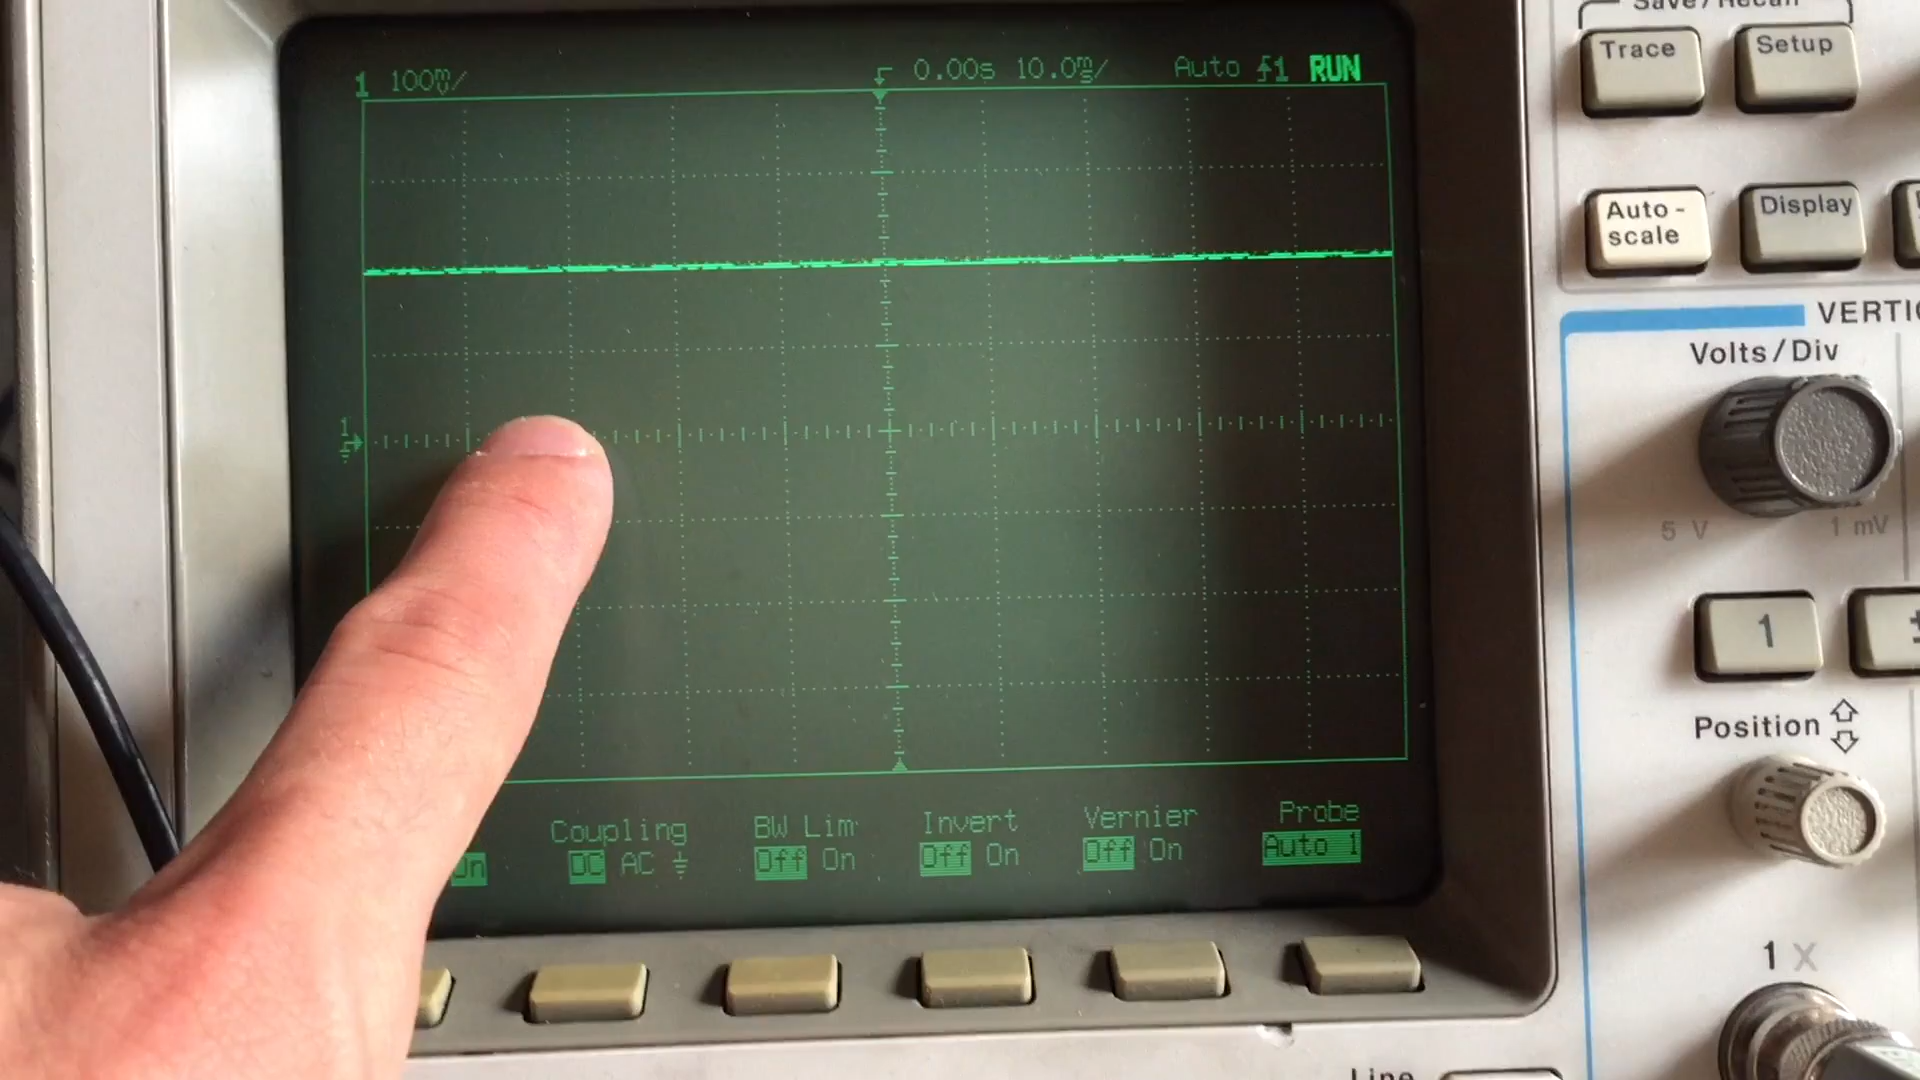 Save/Recall
Trace
Setup
1 100mV/
0.00s 10.0ms/
Auto
1 RUN
Auto-
scale
Display
VERTIC
Volts/Div
5 V
1 mV
1
1
Position
Coupling
BW Lim
Invert
Vernier
Probe
On
DC AC
Off On
Off On
Off On
Auto 1
1 X
Line